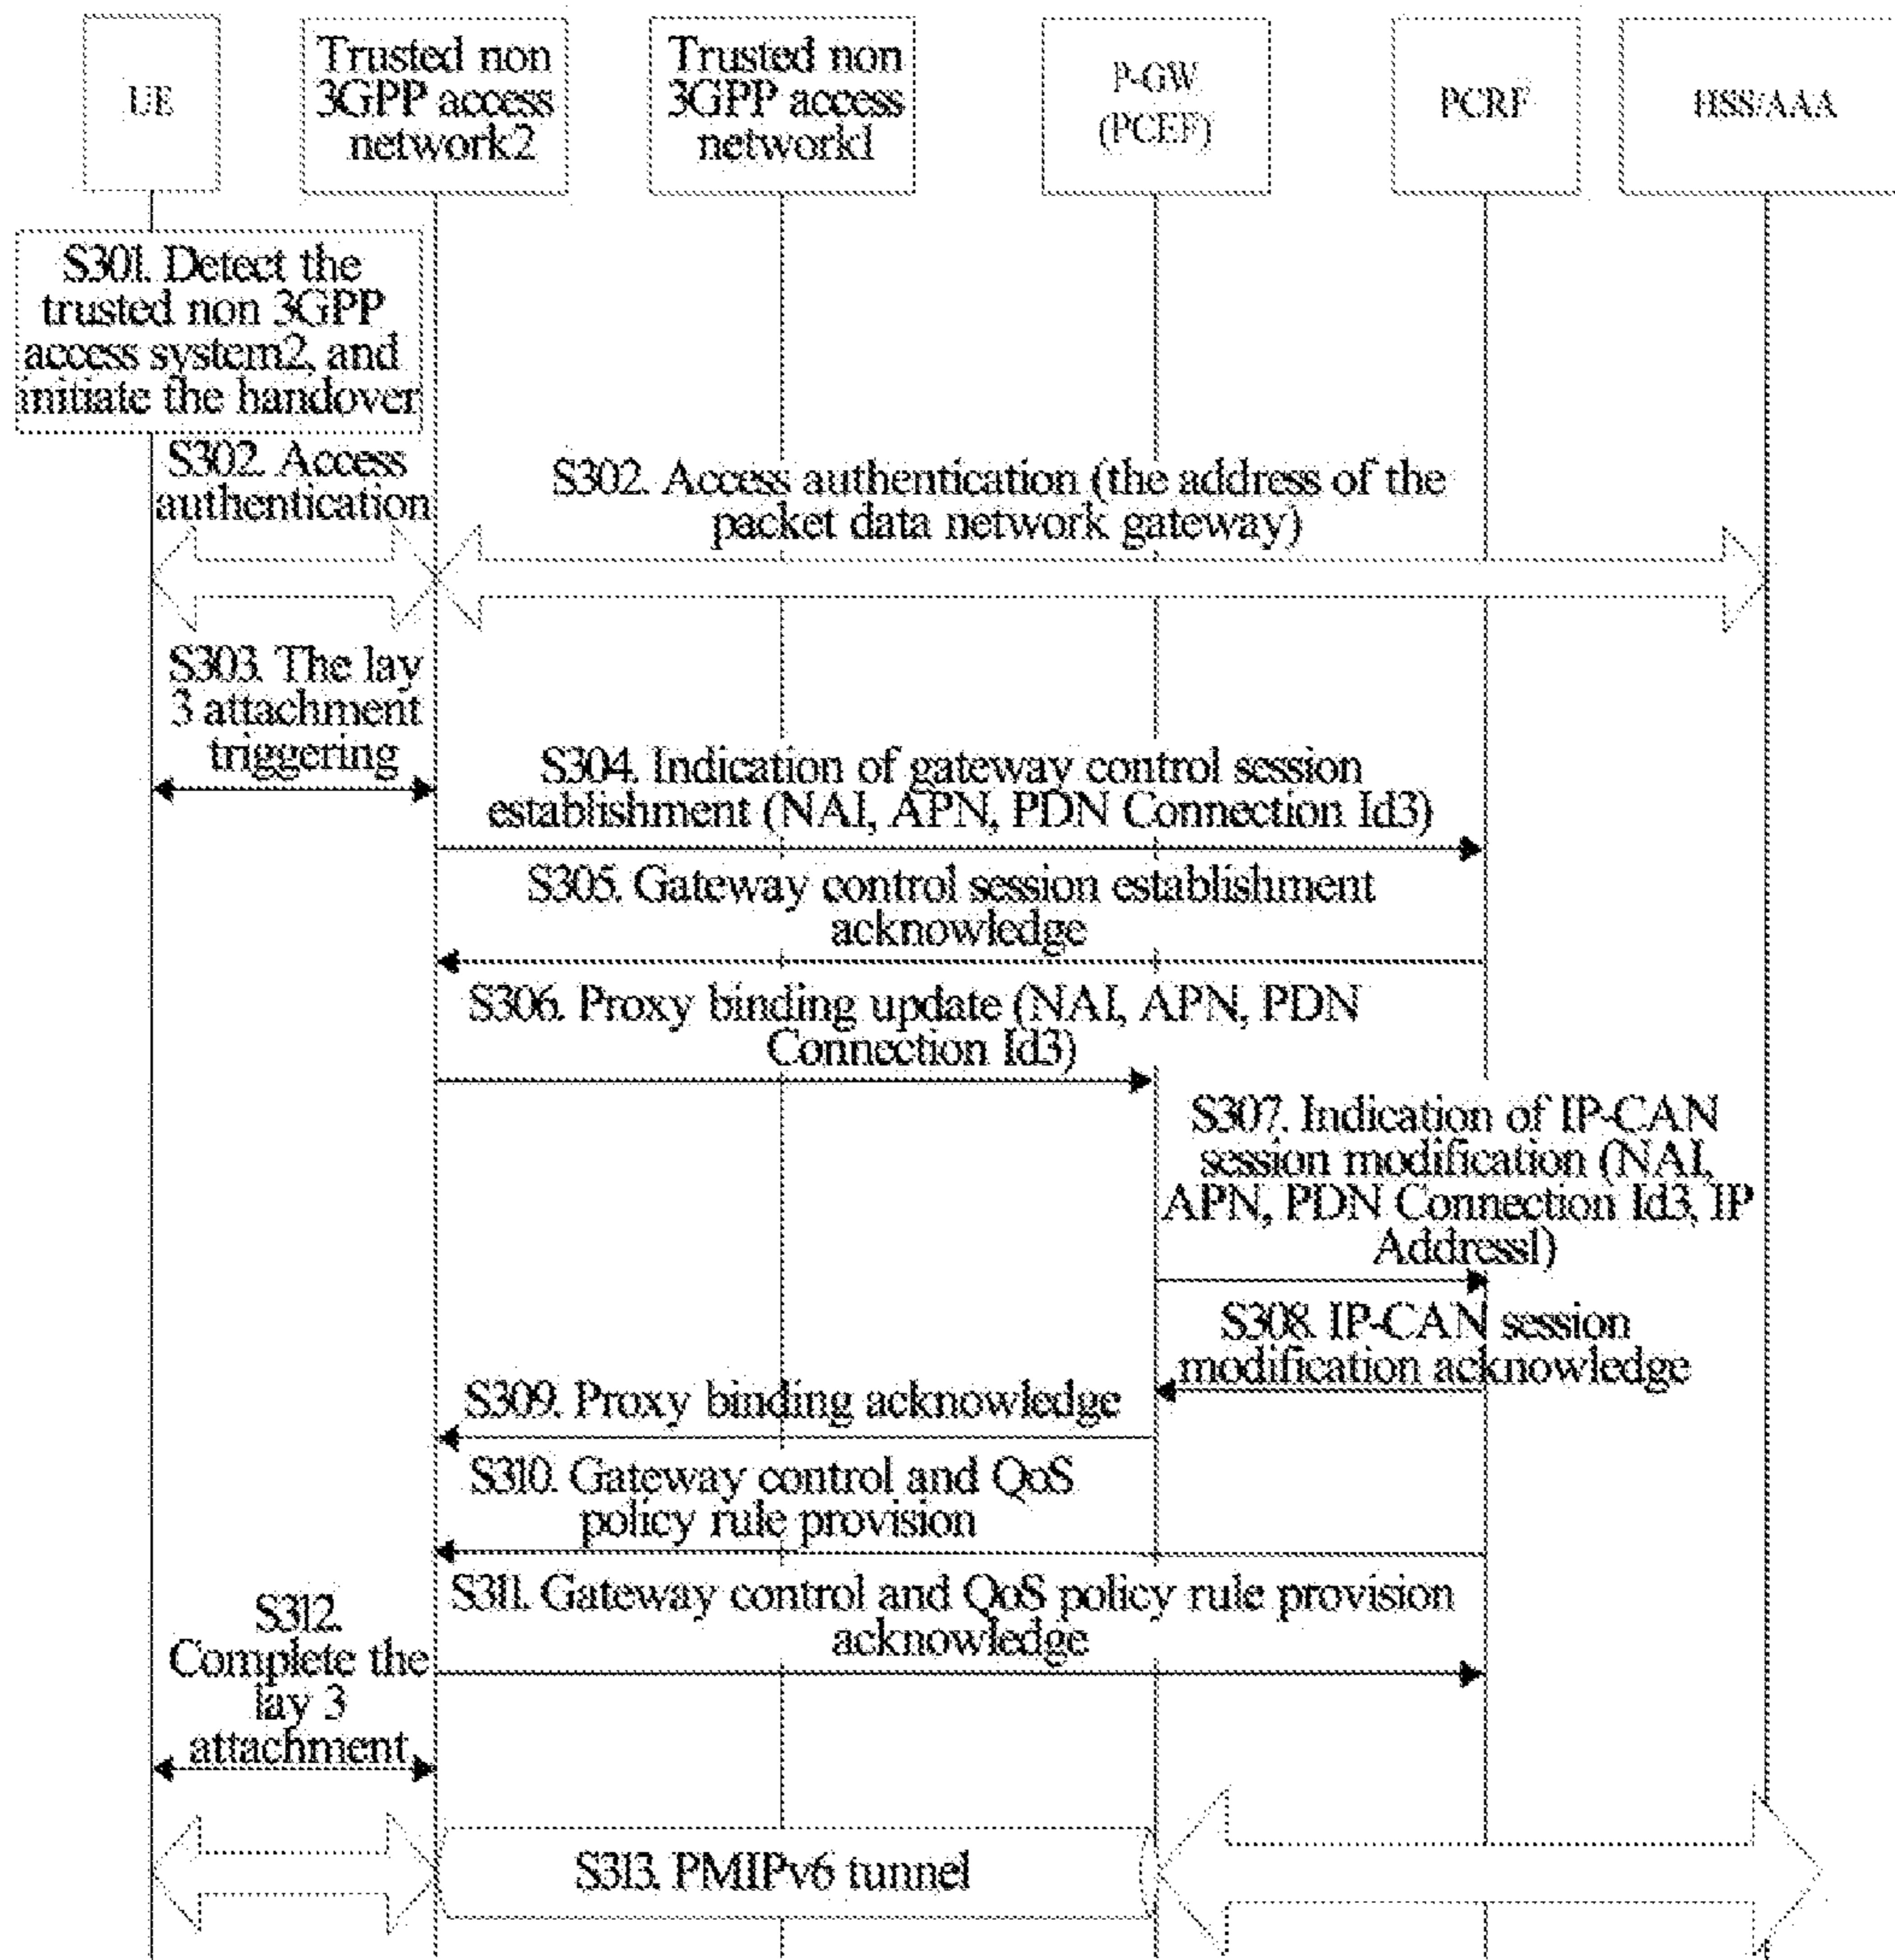 UE
Trusted non
3GPP access
network2
Trusted non
3GPP access
network1
P-GW
(PCEF)
PCRF
HSS/AAA
S301. Detect the
trusted non 3GPP
access system2, and
initiate the handover
S302. Access
authentication
S302. Access authentication (the address of the
packet data network gateway)
S303. The lay
3 attachment
triggering
S304. Indication of gateway control session
establishment (NAI, APN, PDN Connection Id3)
S305. Gateway control session establishment
acknowledge
S306. Proxy binding update (NAI, APN, PDN
Connection Id3)
S307. Indication of IP-CAN
session modification (NAI,
APN, PDN Connection Id3, IP
Address1)
S308. IP-CAN session
modification acknowledge
S309. Proxy binding acknowledge
S310. Gateway control and QoS
policy rule provision
S311. Gateway control and QoS policy rule provision
acknowledge
S312.
Complete the
lay 3
attachment
S313. PMIPv6 tunnel